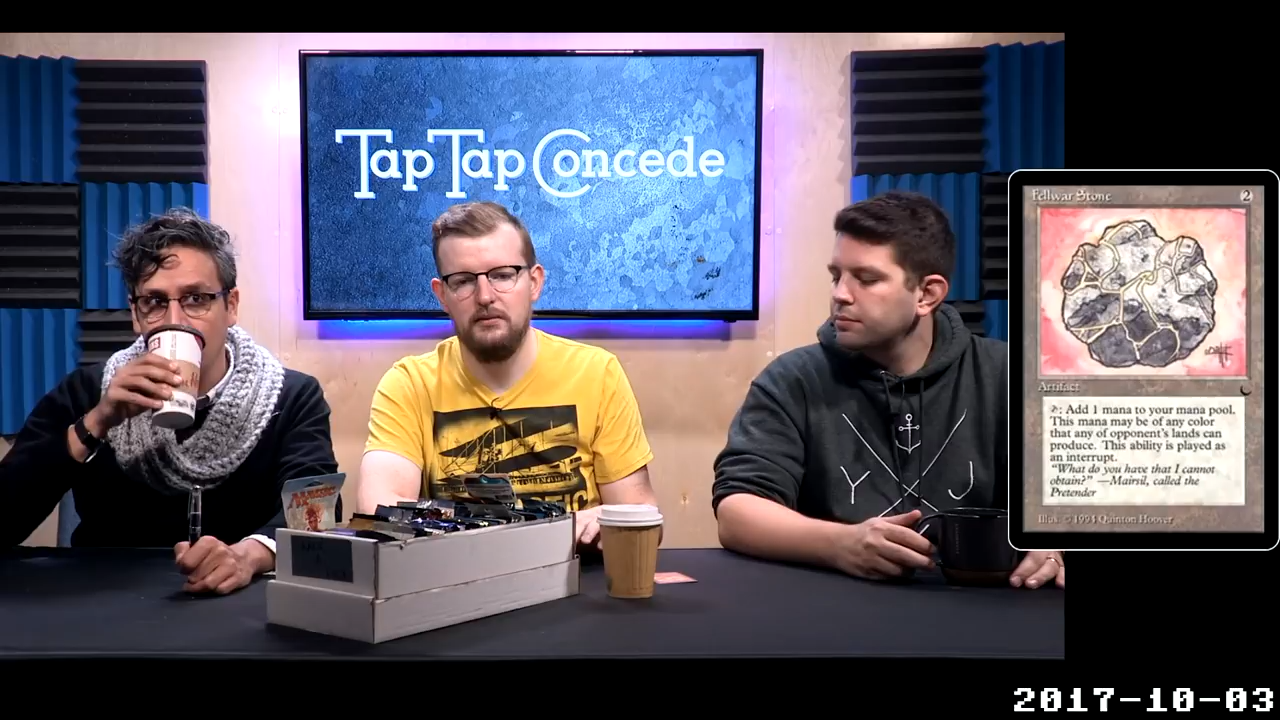 Tap Tap Concede
Fellwar Stone 2
Artifact
: Add 1 mana to your mana pool.
This mana may be of any color
that any of opponent's lands can
produce. This ability is played as
an interrupt.
"What do you have that I cannot
obtain?" —Mairsil, called the
Pretender
Illus. © 1994 Quinton Hoover
Y J
2017-10-03